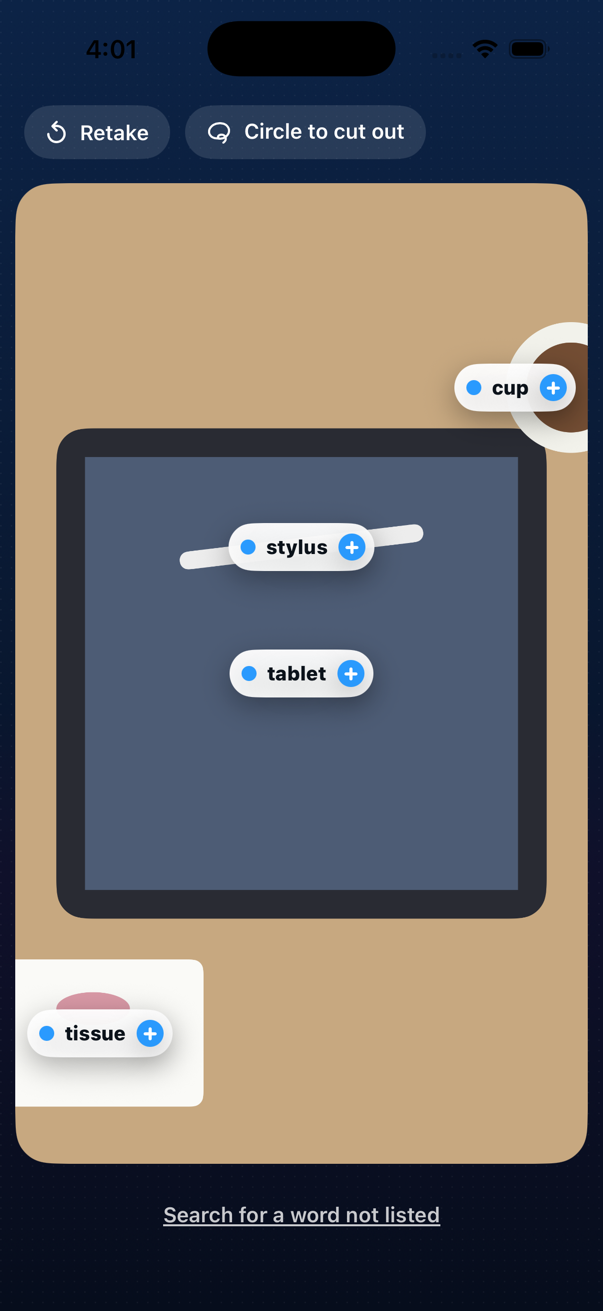 4:01
Retake
Circle to cut out
cup
stylus
tablet
tissue
Search for a word not listed